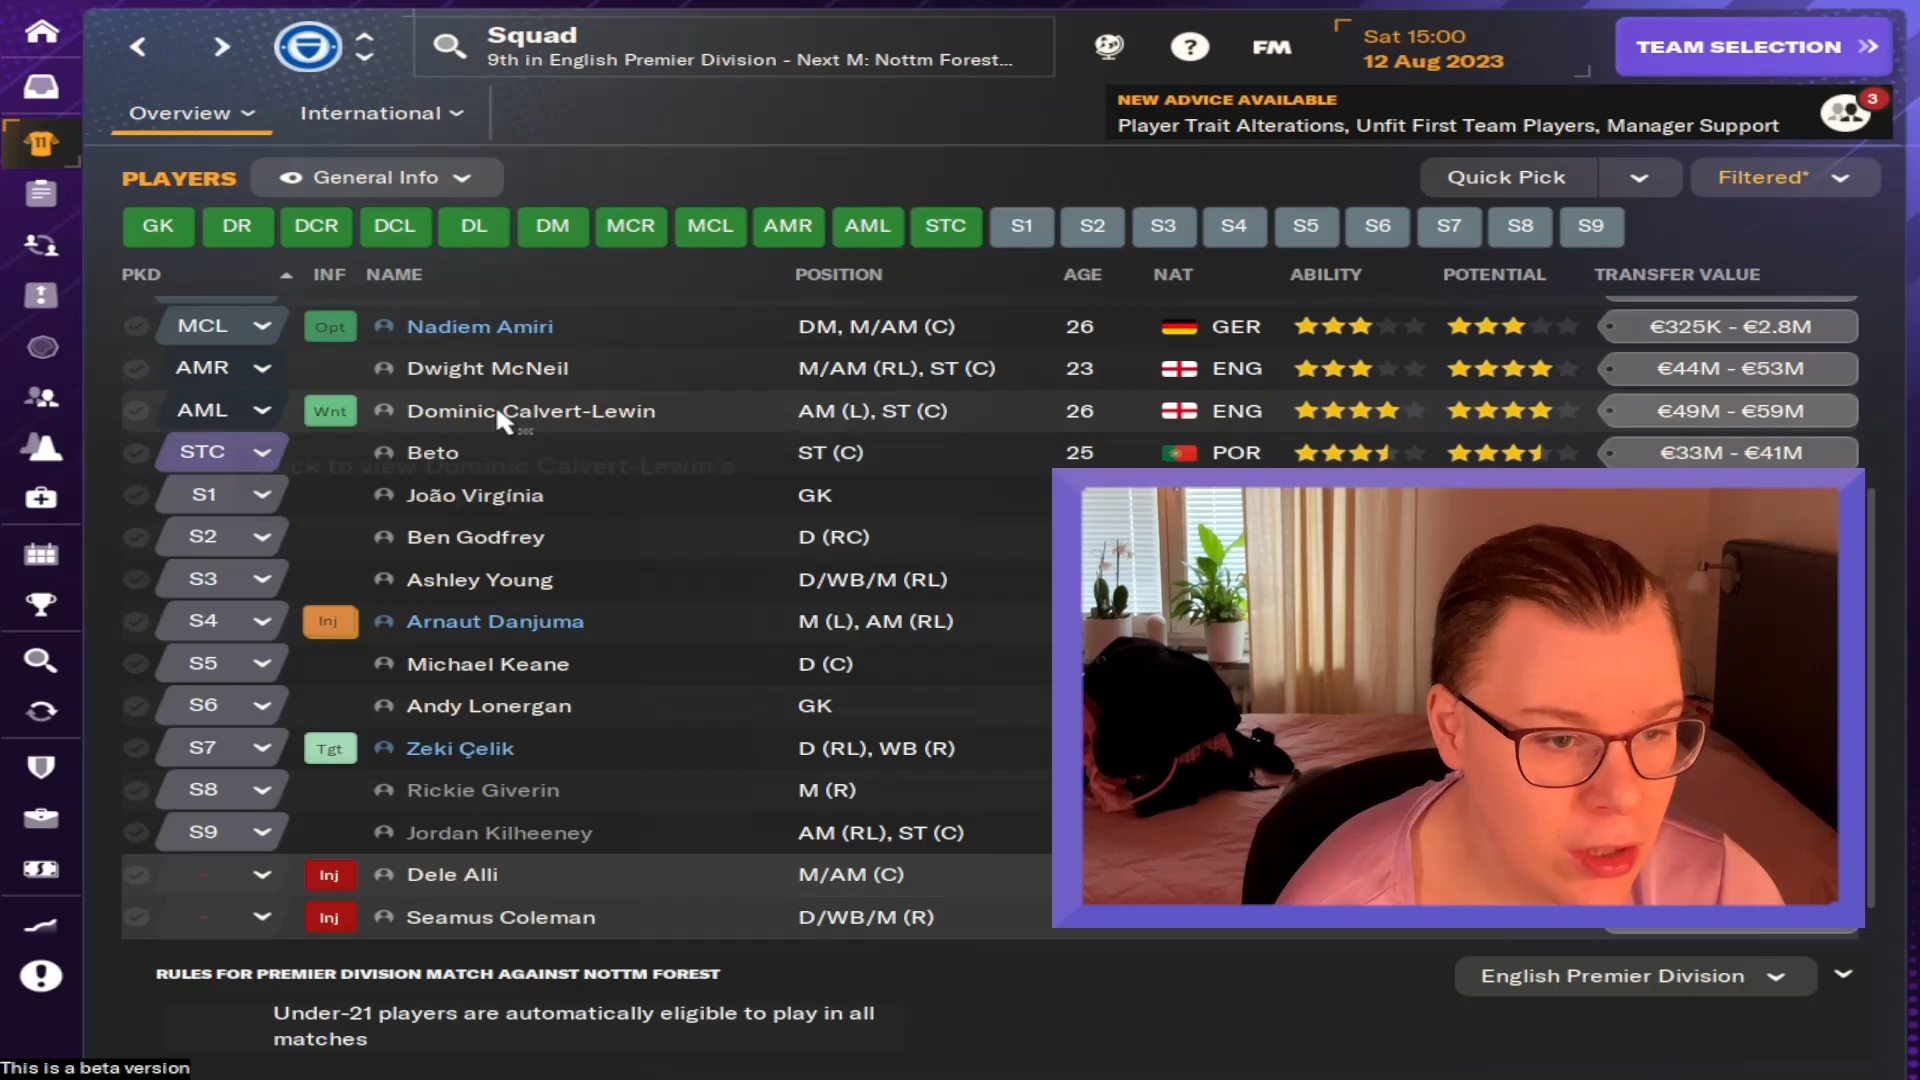 Squad
9th in English Premier Division - Next M: Nottm Forest...
?
FM
Sat 15:00
12 Aug 2023
TEAM SELECTION
Overview
International
NEW ADVICE AVAILABLE
Player Trait Alterations, Unfit First Team Players, Manager Support
3
11
PLAYERS
General Info
Quick Pick
Filtered*
GK DR DCR DCL DL DM MCR MCL AMR AML STC S1 S2 S3 S4 S5 S6 S7 S8 S9
PKD INF NAME POSITION AGE NAT ABILITY POTENTIAL TRANSFER VALUE
MCL Opt Nadiem Amiri DM, M/AM (C) 26 GER €325K - €2.8M
AMR Dwight McNeil M/AM (RL), ST (C) 23 ENG €44M - €53M
AML Wnt Dominic Calvert-Lewin AM (L), ST (C) 26 ENG €49M - €59M
STC Beto ST (C) 25 POR €33M - €41M
Click to view Dominic Calvert-Lewin's
S1 João Virgínia GK
S2 Ben Godfrey D (RC)
S3 Ashley Young D/WB/M (RL)
S4 Inj Arnaut Danjuma M (L), AM (RL)
S5 Michael Keane D (C)
S6 Andy Lonergan GK
S7 Tgt Zeki Çelik D (RL), WB (R)
S8 Rickie Giverin M (R)
S9 Jordan Kilheeney AM (RL), ST (C)
- Inj Dele Alli M/AM (C)
- Inj Seamus Coleman D/WB/M (R)
RULES FOR PREMIER DIVISION MATCH AGAINST NOTTM FOREST
English Premier Division
Under-21 players are automatically eligible to play in all
matches
This is a beta version